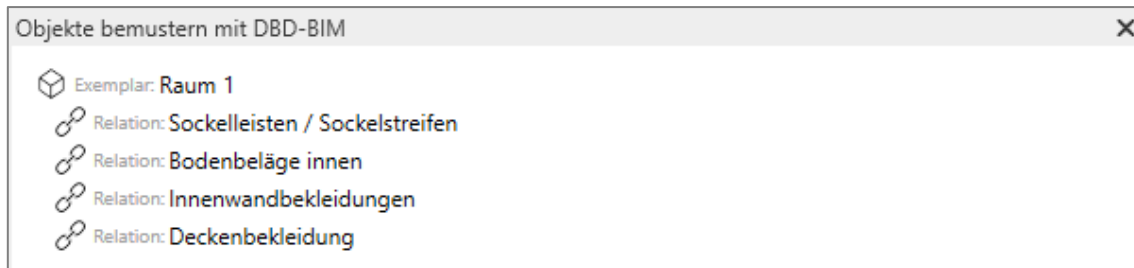 Objekte bemustern mit DBD-BIM
Exemplar: Raum 1
Relation: Sockelleisten / Sockelstreifen
Relation: Bodenbeläge innen
Relation: Innenwandbekleidungen
Relation: Deckenbekleidung